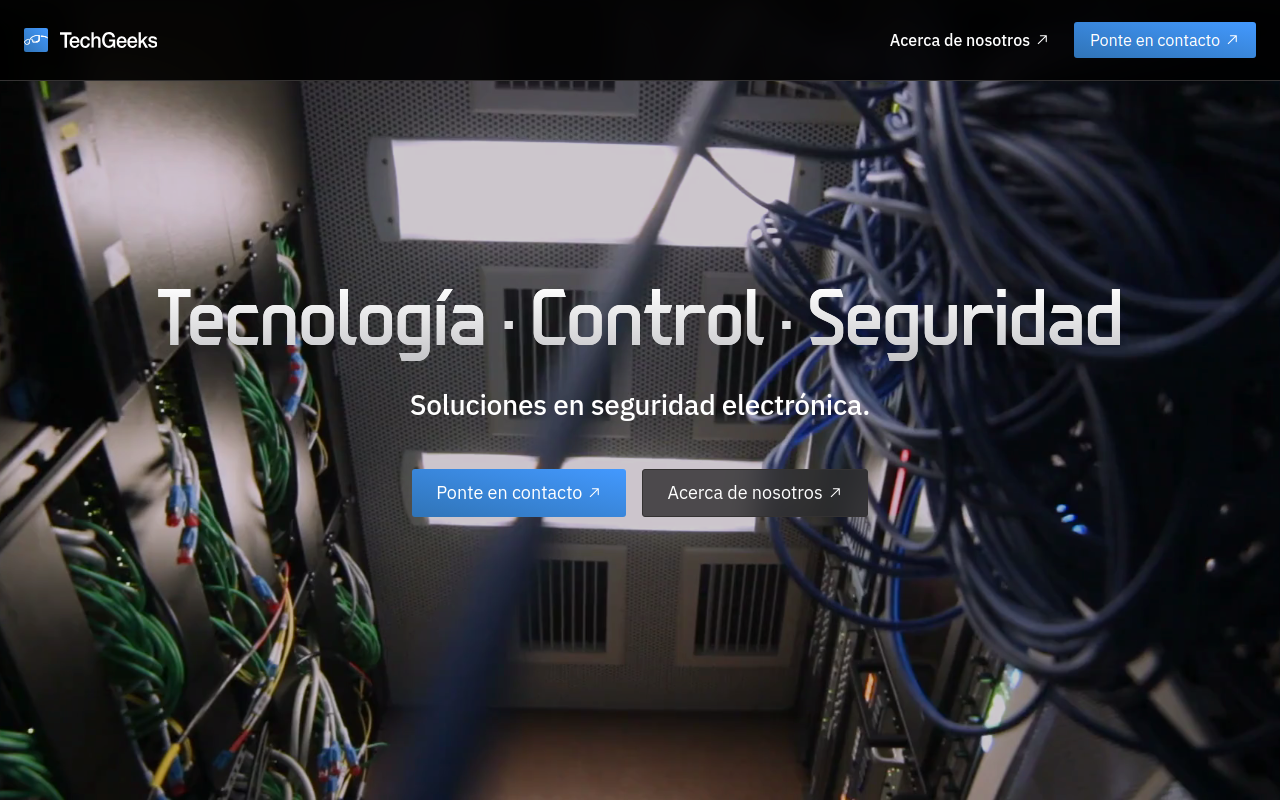 TechGeeks
Acerca de nosotros
Ponte en contacto
Tecnología · Control · Seguridad
Soluciones en seguridad electrónica.
Ponte en contacto
Acerca de nosotros